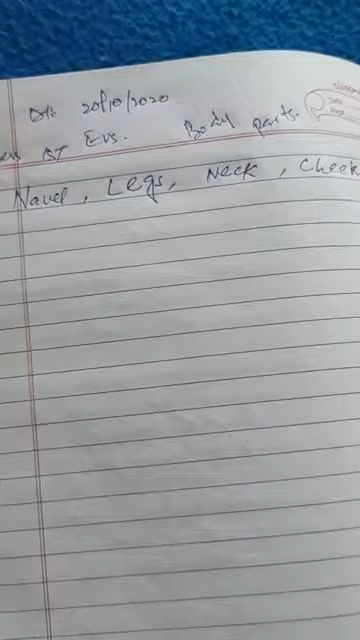 Dt: 20/10/2020
Evs. Body parts.
Navel, Legs, Neck, Cheek